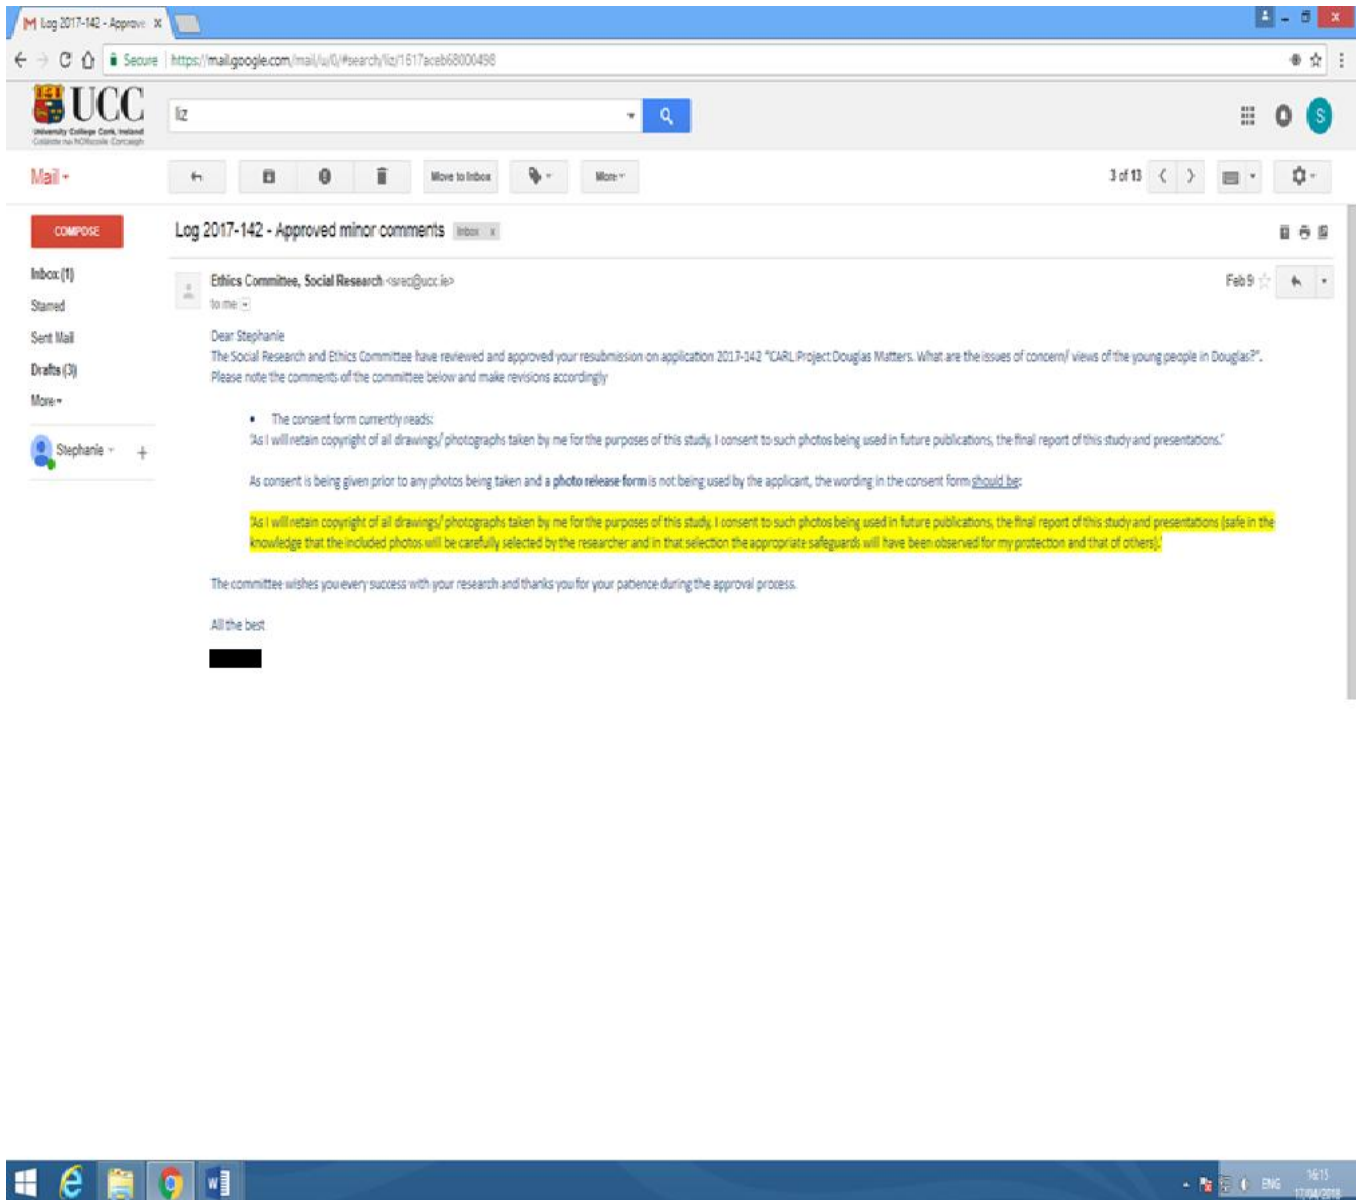 Log 2017-142 - Approve
Secure https://mail.google.com/mail/u/0/#search/liz/1617aceb68000498
UCC
University College Cork, Ireland
Coláiste na hOllscoile Corcaigh
liz
S
Mail
Move to Inbox
More
3 of 13
COMPOSE
Log 2017-142 - Approved minor comments Inbox x
Inbox (1)
Starred
Sent Mail
Drafts (3)
More
Stephanie
Ethics Committee, Social Research <srec@ucc.ie>
Feb 9
to me
Dear Stephanie
The Social Research and Ethics Committee have reviewed and approved your resubmission on application 2017-142 "CARL Project Douglas Matters. What are the issues of concern/ views of the young people in Douglas?".
Please note the comments of the committee below and make revisions accordingly
• The consent form currently reads:
'As I will retain copyright of all drawings/ photographs taken by me for the purposes of this study, I consent to such photos being used in future publications, the final report of this study and presentations.'
As consent is being given prior to any photos being taken and a photo release form is not being used by the applicant, the wording in the consent form should be:
'As I will retain copyright of all drawings/ photographs taken by me for the purposes of this study, I consent to such photos being used in future publications, the final report of this study and presentations (safe in the
knowledge that the included photos will be carefully selected by the researcher and in that selection the appropriate safeguards will have been observed for my protection and that of others).'
The committee wishes you every success with your research and thanks you for your patience during the approval process.
All the best
ENG
16:15
17/04/2018